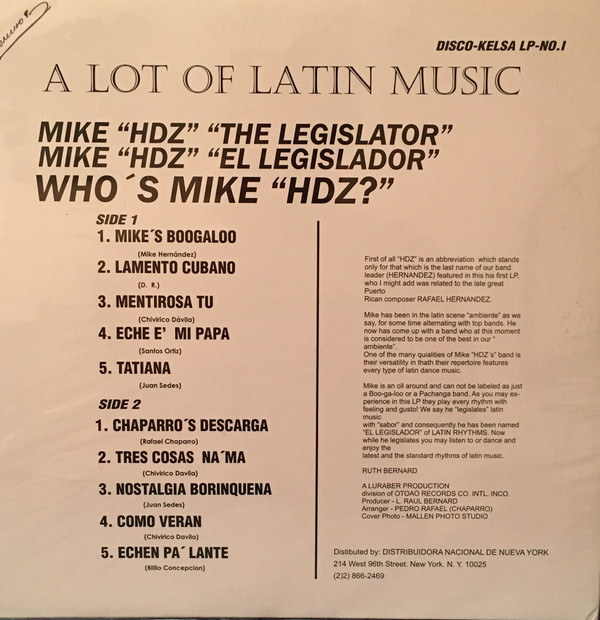 DISCO-KELSA LP-NO.I
A LOT OF LATIN MUSIC
MIKE “HDZ” “THE LEGISLATOR”
MIKE “HDZ” “EL LEGISLADOR”
WHO´S MIKE “HDZ?”
SIDE 1
1. MIKE´S BOOGALOO
(Mike Hernández)
2. LAMENTO CUBANO
(D. R.)
3. MENTIROSA TU
(Chivirico Dávila)
4. ECHE E´ MI PAPA
(Santos Ortiz)
5. TATIANA
(Juan Sedes)
SIDE 2
1. CHAPARRO´S DESCARGA
(Rafael Chaparro)
2. TRES COSAS NA´MA
(Chivirico Davila)
3. NOSTALGIA BORINQUENA
(Juan Sedes)
4. COMO VERAN
(Chivirico Davila)
5. ECHEN PA´ LANTE
(Billio Concepcion)
First of all “HDZ” is an abbreviation which stands
only for that which is the last name of our band
leader (HERNANDEZ) featured in this his first LP,
who I might add was related to the late great
Puerto
Rican composer RAFAEL HERNANDEZ.
Mike has been in the latin scene “ambiente” as we
say, for some time alternating with top bands. He
now has come up with a band who at this moment
is considered to be one of the best in our “
ambiente”.
One of the many quialities of Mike “HDZ´s” band is
their versatility in thath their repertoire features
every type of latin dance music.
Mike is an oll around and can not be labeled as just
a Boo-ga-loo or a Pachanga band. As you may ex-
perience in this LP they play every rhythm with
feeling and gusto! We say he “legislates” latin
music
with “sabor” and consequently he has been named
“EL LEGISLADOR” of LATIN RHYTHMS. Now
while he legislates you may listen to or dance and
enjoy the
latest and the standard rhythms of latin music.
RUTH BERNARD
A LURABER PRODUCTION
division of OTOAO RECORDS CO. INTL. INCO.
Producer - L. RAUL BERNARD
Arranger - PEDRO RAFAEL (CHAPARRO)
Cover Photo - MALLEN PHOTO STUDIO
Distibuted by: DISTRIBUIDORA NACIONAL DE NUEVA YORK
214 West 96th Street. New York. N. Y. 10025
(2)2) 866-2469